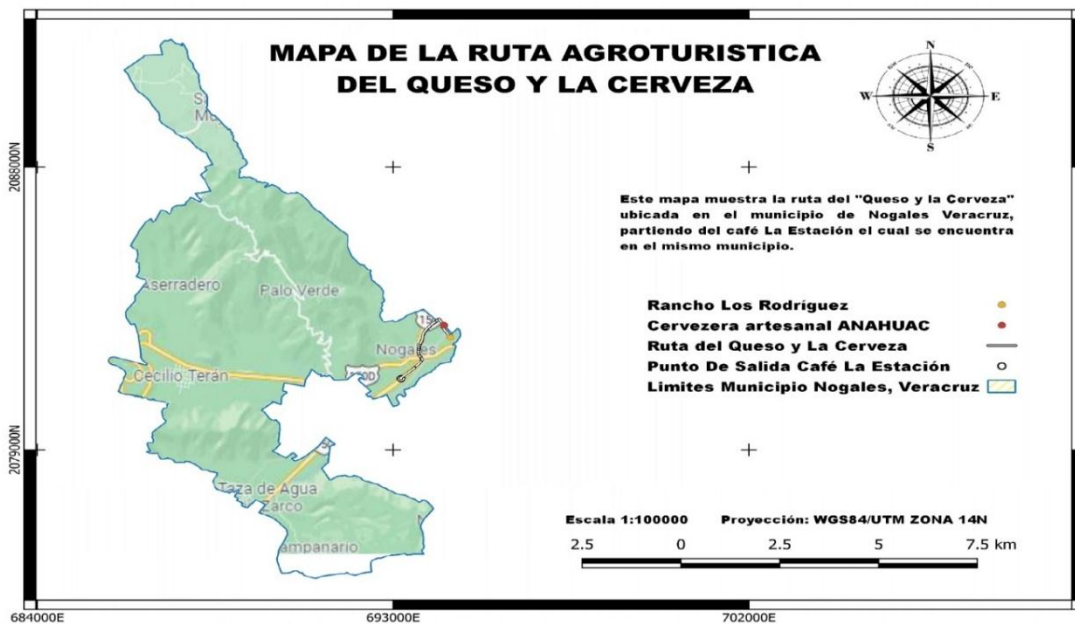 MAPA DE LA RUTA AGROTURISTICA
DEL QUESO Y LA CERVEZA
N
W
E
S
Este mapa muestra la ruta del "Queso y la Cerveza"
ubicada en el municipio de Nogales Veracruz,
partiendo del café La Estación el cual se encuentra
en el mismo municipio.
Rancho Los Rodríguez
Cervezera artesanal ANAHUAC
Ruta del Queso y La Cerveza
Punto De Salida Café La Estación
Limites Municipio Nogales, Veracruz
Aserradero
Palo Verde
15
Nogales
Cecilio Terán
Taza de Agua
Zarco
ampanario
Escala 1:100000 Proyección: WGS84/UTM ZONA 14N
2.5 0 2.5 5 7.5 km
2088000N
2079000N
684000E
693000E
702000E